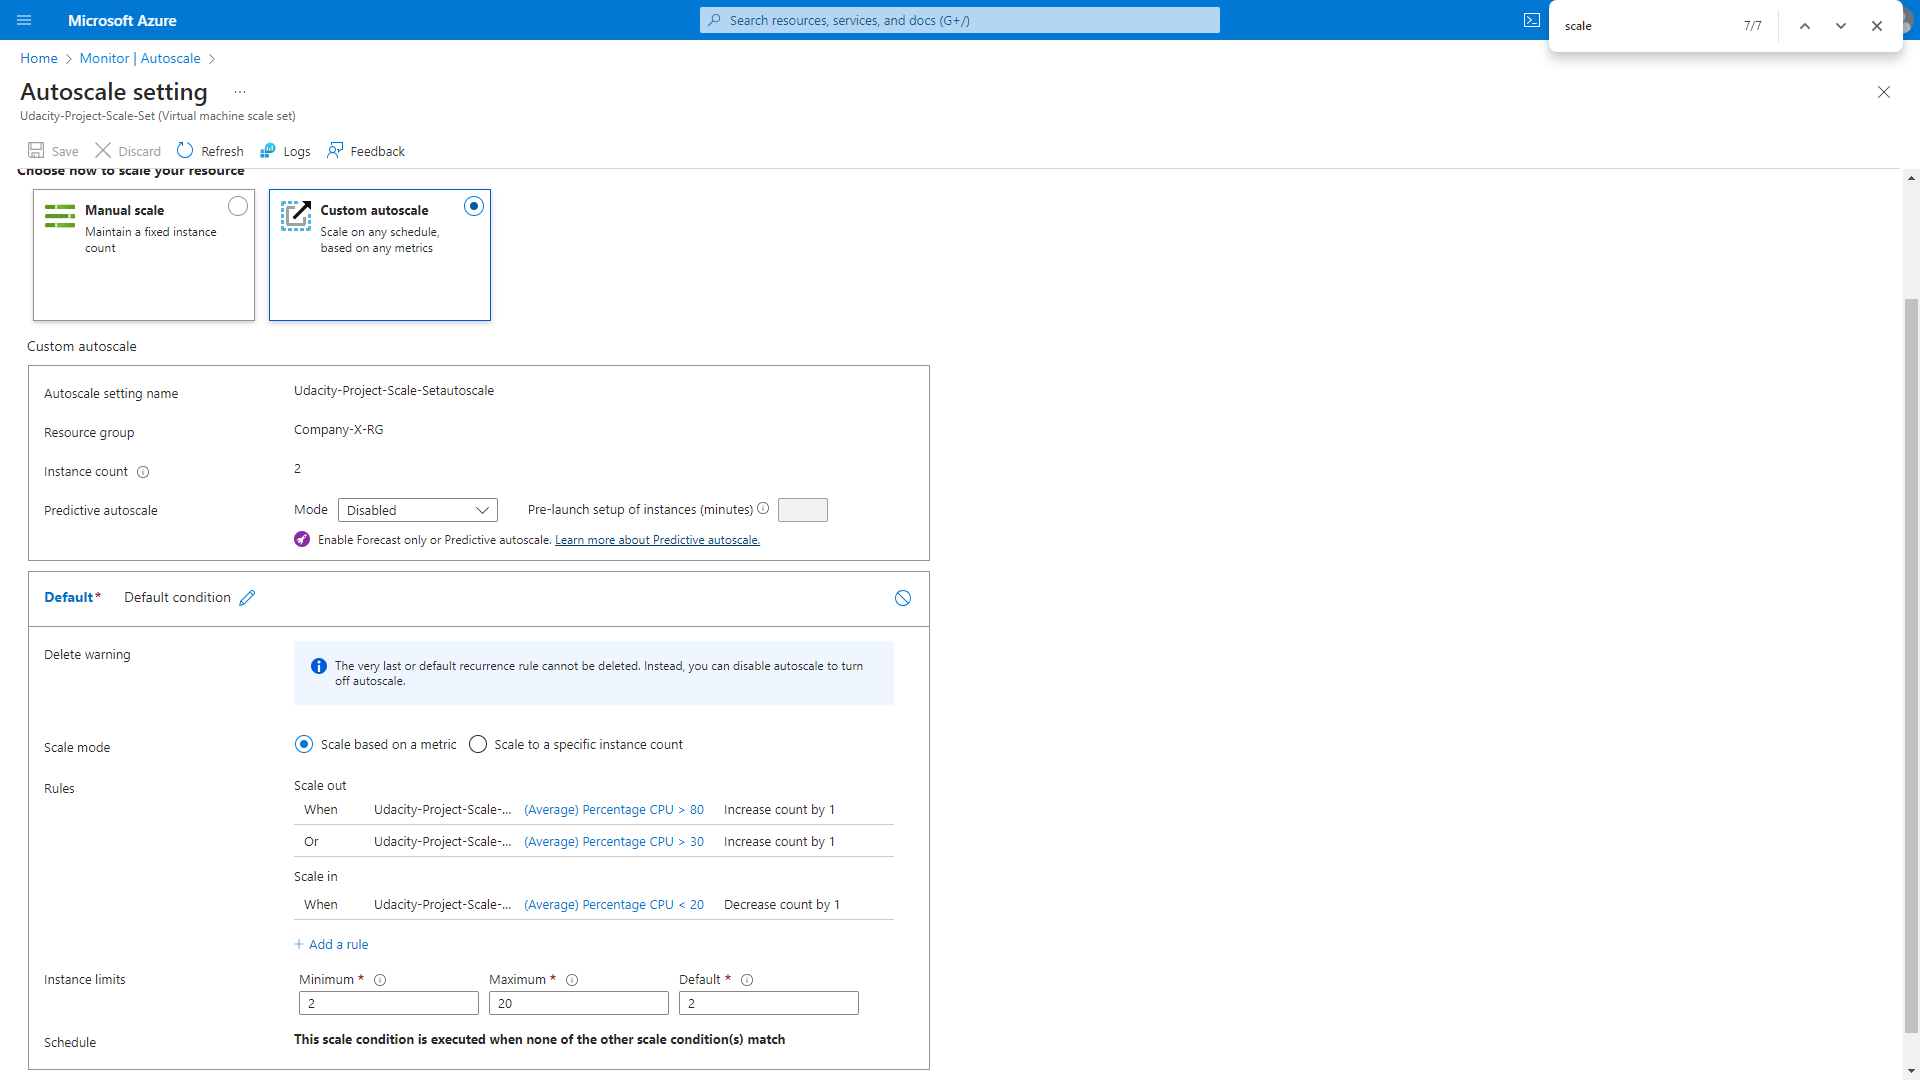 Microsoft Azure
Search resources, services, and docs (G+/)
scale
7/7
Home > Monitor | Autoscale >
Autoscale setting ...
Udacity-Project-Scale-Set (Virtual machine scale set)
Save Discard Refresh Logs Feedback
Choose how to scale your resource
Manual scale
Maintain a fixed instance
count
Custom autoscale
Scale on any schedule,
based on any metrics
Custom autoscale
Autoscale setting name Udacity-Project-Scale-Setautoscale
Resource group Company-X-RG
Instance count 2
Predictive autoscale Mode Disabled Pre-launch setup of instances (minutes)
Enable Forecast only or Predictive autoscale. Learn more about Predictive autoscale.
Default* Default condition
Delete warning
The very last or default recurrence rule cannot be deleted. Instead, you can disable autoscale to turn
off autoscale.
Scale mode Scale based on a metric Scale to a specific instance count
Rules
Scale out
When Udacity-Project-Scale-... (Average) Percentage CPU > 80 Increase count by 1
Or Udacity-Project-Scale-... (Average) Percentage CPU > 30 Increase count by 1
Scale in
When Udacity-Project-Scale-... (Average) Percentage CPU < 20 Decrease count by 1
+ Add a rule
Instance limits Minimum * Maximum * Default *
2 20 2
Schedule This scale condition is executed when none of the other scale condition(s) match